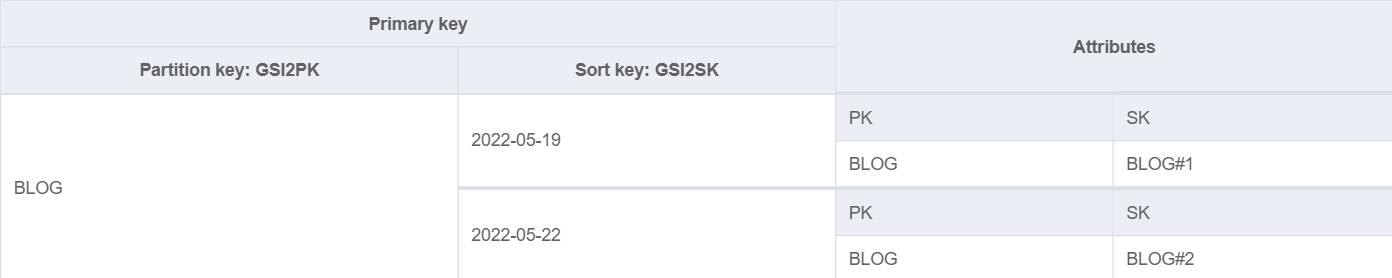 Primary key
Attributes
Partition key: GSI2PK Sort key: GSI2SK
PK SK
2022-05-19
BLOG BLOG#1
BLOG
PK SK
2022-05-22
BLOG BLOG#2